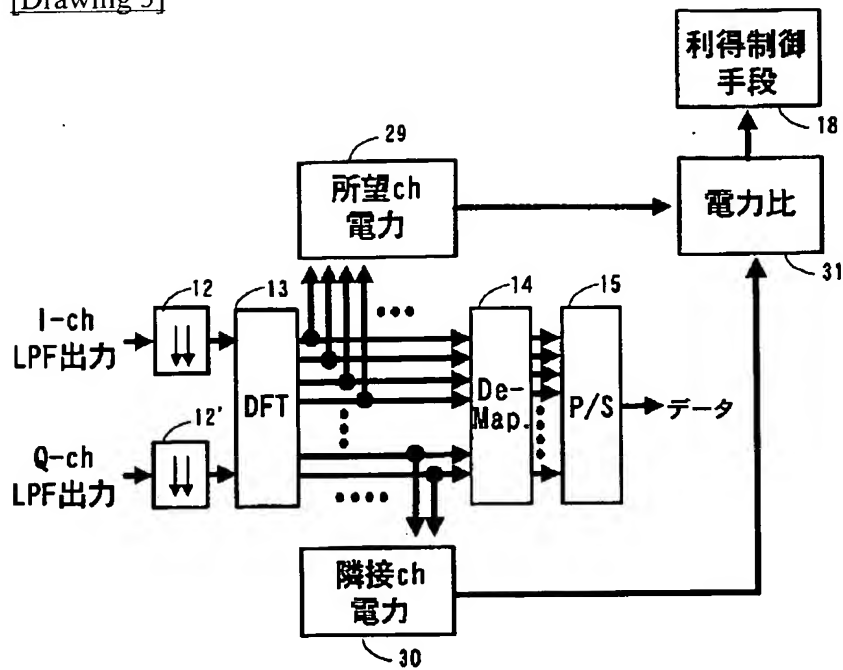 [Drawing 5]
利得制御
手段
18
29
所望ch
電力
電力比
31
12
13
14
15
I-ch
LPF出力
DFT
De-
Map.
P/S
データ
12'
Q-ch
LPF出力
隣接ch
電力
30